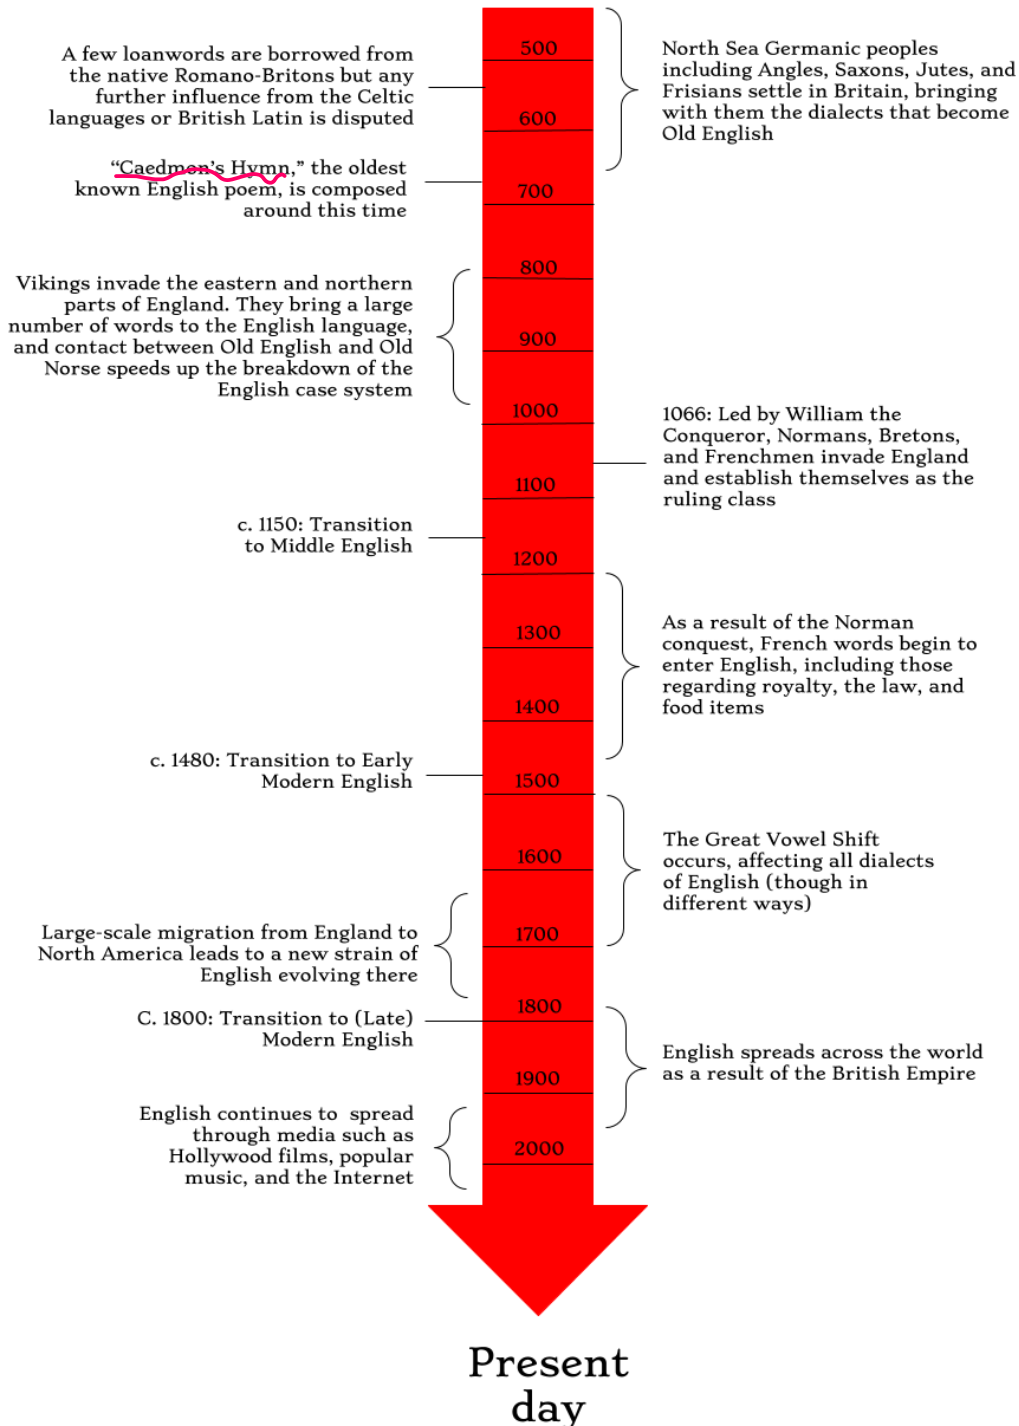 500
North Sea Germanic peoples
including Angles, Saxons, Jutes, and
Frisians settle in Britain, bringing
with them the dialects that become
Old English
A few loanwords are borrowed from
the native Romano-Britons but any
further influence from the Celtic
languages or British Latin is disputed
600
“Caedmon’s Hymn,” the oldest
known English poem, is composed
around this time
700
800
Vikings invade the eastern and northern
parts of England. They bring a large
number of words to the English language,
and contact between Old English and Old
Norse speeds up the breakdown of the
English case system
900
1000
1066: Led by William the
Conqueror, Normans, Bretons,
and Frenchmen invade England
and establish themselves as the
ruling class
1100
c. 1150: Transition
to Middle English
1200
1300
As a result of the Norman
conquest, French words begin to
enter English, including those
regarding royalty, the law, and
food items
1400
c. 1480: Transition to Early
Modern English
1500
The Great Vowel Shift
occurs, affecting all dialects
of English (though in
different ways)
1600
1700
Large-scale migration from England to
North America leads to a new strain of
English evolving there
1800
C. 1800: Transition to (Late)
Modern English
English spreads across the world
as a result of the British Empire
1900
English continues to  spread
through media such as
Hollywood films, popular
music, and the Internet
2000
Present
day